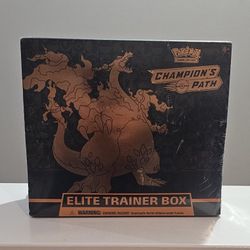 Pokémon
CHAMPION'S
PATH
ELITE TRAINER BOX
WARNING: